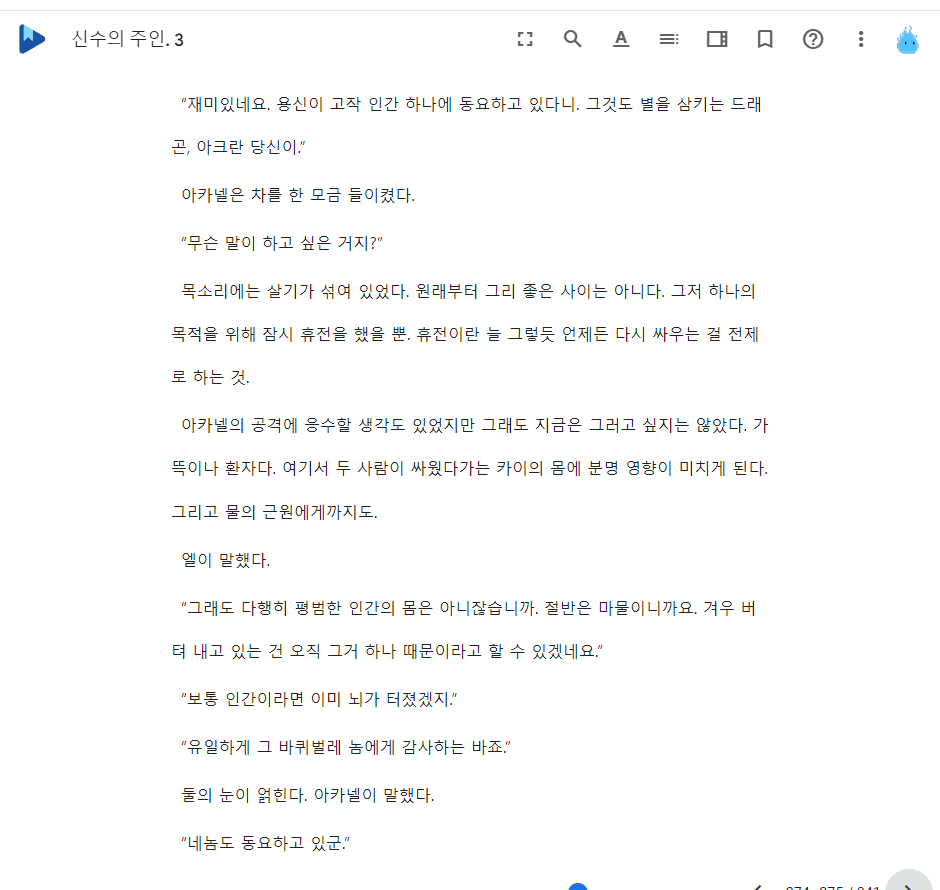 신수의 주인. 3
"재미있네요. 용신이 고작 인간 하나에 동요하고 있다니. 그것도 별을 삼키는 드래
곤, 아크란 당신이."
아카넬은 차를 한 모금 들이켰다.
"무슨 말이 하고 싶은 거지?"
목소리에는 살기가 섞여 있었다. 원래부터 그리 좋은 사이는 아니다. 그저 하나의
목적을 위해 잠시 휴전을 했을 뿐. 휴전이란 늘 그렇듯 언제든 다시 싸우는 걸 전제
로 하는 것.
아카넬의 공격에 응수할 생각도 있었지만 그래도 지금은 그러고 싶지는 않았다. 가
뜩이나 환자다. 여기서 두 사람이 싸웠다가는 카이의 몸에 분명 영향이 미치게 된다.
그리고 물의 근원에게까지도.
엘이 말했다.
"그래도 다행히 평범한 인간의 몸은 아니잖습니까. 절반은 마물이니까요. 겨우 버
텨 내고 있는 건 오직 그거 하나 때문이라고 할 수 있겠네요."
"보통 인간이라면 이미 뇌가 터졌겠지."
"유일하게 그 바퀴벌레 놈에게 감사하는 바죠."
둘의 눈이 얽힌다. 아카넬이 말했다.
"네놈도 동요하고 있군."